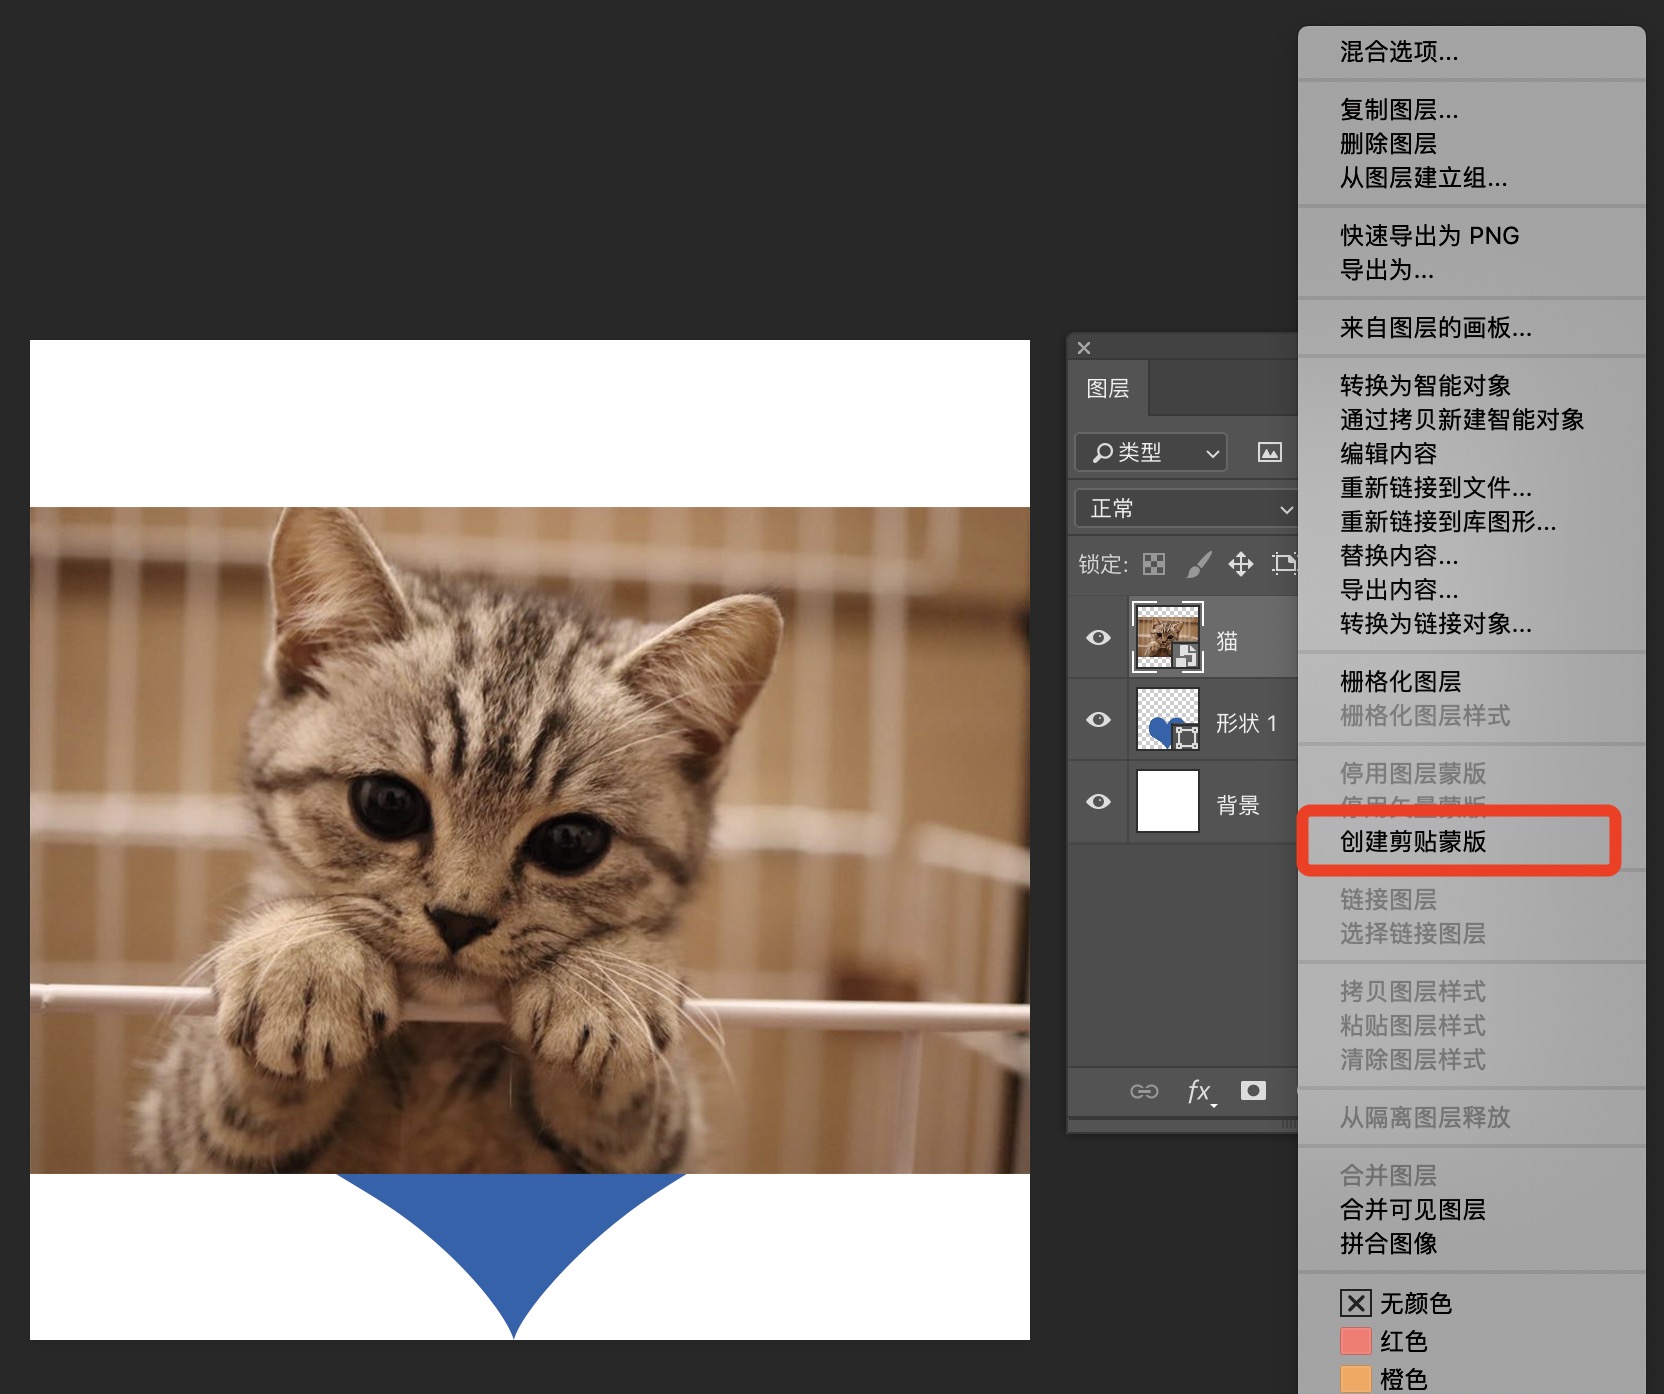 图层
类型
正常
锁定:
猫
形状 1
背景
fx
混合选项...
复制图层...
删除图层
从图层建立组...
快速导出为 PNG
导出为...
来自图层的画板...
转换为智能对象
通过拷贝新建智能对象
编辑内容
重新链接到文件...
重新链接到库图形...
替换内容...
导出内容...
转换为链接对象...
栅格化图层
栅格化图层样式
停用图层蒙版
停用矢量蒙版
创建剪贴蒙版
链接图层
选择链接图层
拷贝图层样式
粘贴图层样式
清除图层样式
从隔离图层释放
合并图层
合并可见图层
拼合图像
无颜色
红色
橙色